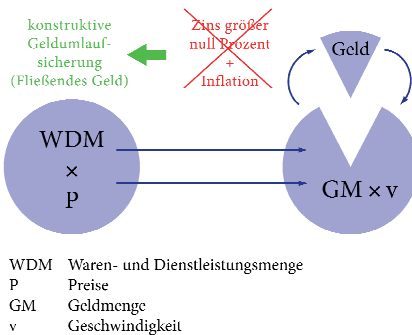 konstruktive
Geldumlauf-
sicherung
(Fließendes Geld)
Zins größer
null Prozent
+
Inflation
Geld
WDM
×
P
GM × v
WDM Waren- und Dienstleistungsmenge
P Preise
GM Geldmenge
v Geschwindigkeit